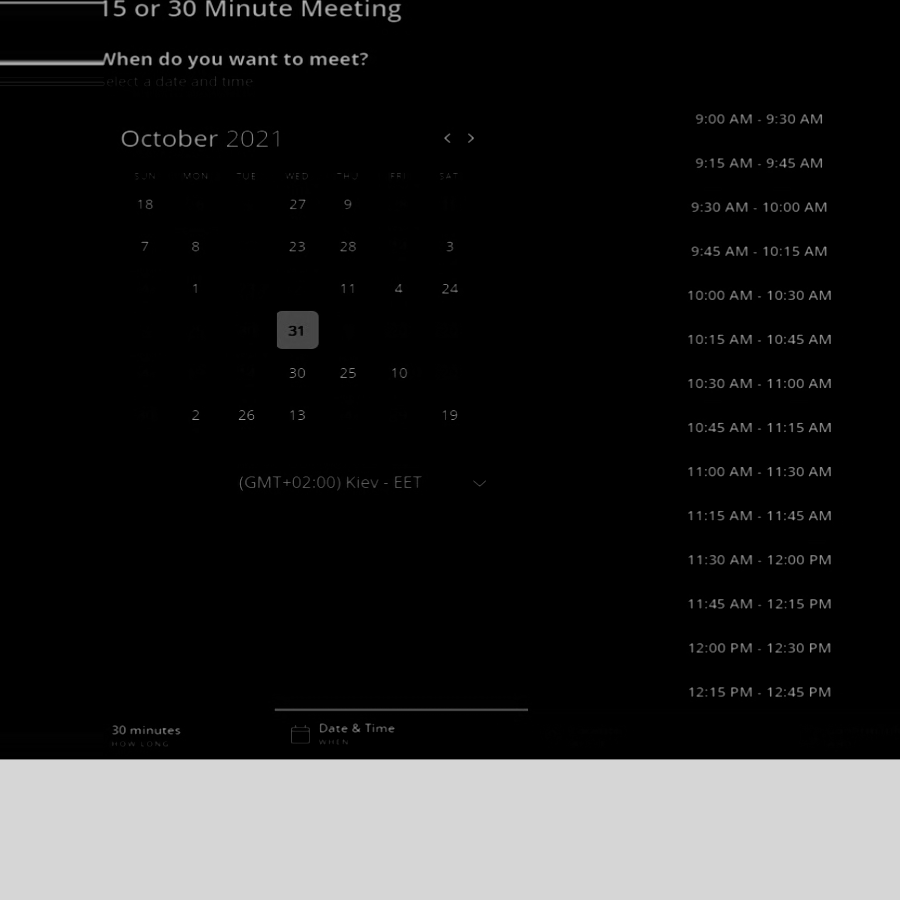 15 or 30 Minute Meeting
When do you want to meet?
elect a date and time
October 2021 < >
SUN MON TUE WED THU FRI SAT
18 27 9
7 8 23 28 3
1 11 4 24
31
30 25 10
2 26 13 19
(GMT+02:00) Kiev - EET
9:00 AM - 9:30 AM
9:15 AM - 9:45 AM
9:30 AM - 10:00 AM
9:45 AM - 10:15 AM
10:00 AM - 10:30 AM
10:15 AM - 10:45 AM
10:30 AM - 11:00 AM
10:45 AM - 11:15 AM
11:00 AM - 11:30 AM
11:15 AM - 11:45 AM
11:30 AM - 12:00 PM
11:45 AM - 12:15 PM
12:00 PM - 12:30 PM
12:15 PM - 12:45 PM
30 minutes
HOW LONG
Date & Time
WHEN